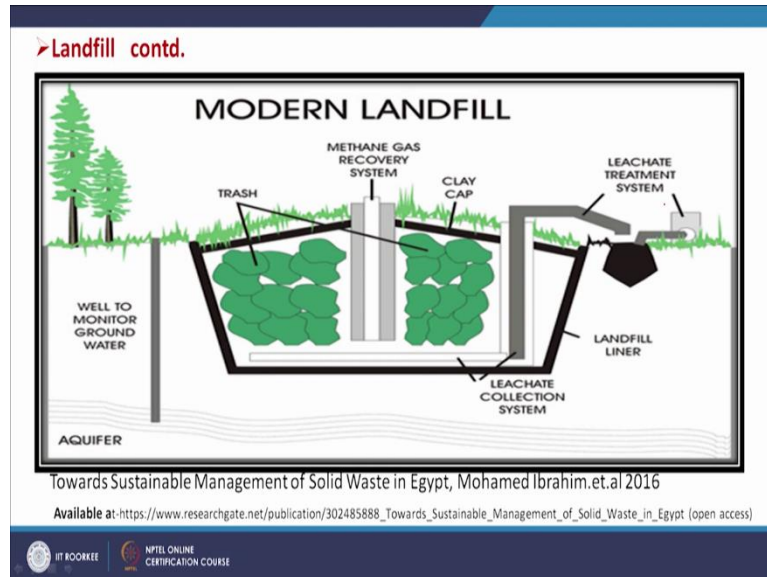 ➤Landfill contd.
MODERN LANDFILL
METHANE GAS
RECOVERY
SYSTEM
LEACHATE
TREATMENT
SYSTEM
TRASH
CLAY
CAP
WELL TO
MONITOR
GROUND
WATER
LANDFILL
LINER
LEACHATE
COLLECTION
SYSTEM
AQUIFER
Towards Sustainable Management of Solid Waste in Egypt, Mohamed Ibrahim.et.al 2016
Available at-https://www.researchgate.net/publication/302485888_Towards_Sustainable_Management_of_Solid_Waste_in_Egypt (open access)
IIT ROORKEE
NPTEL ONLINE
CERTIFICATION COURSE